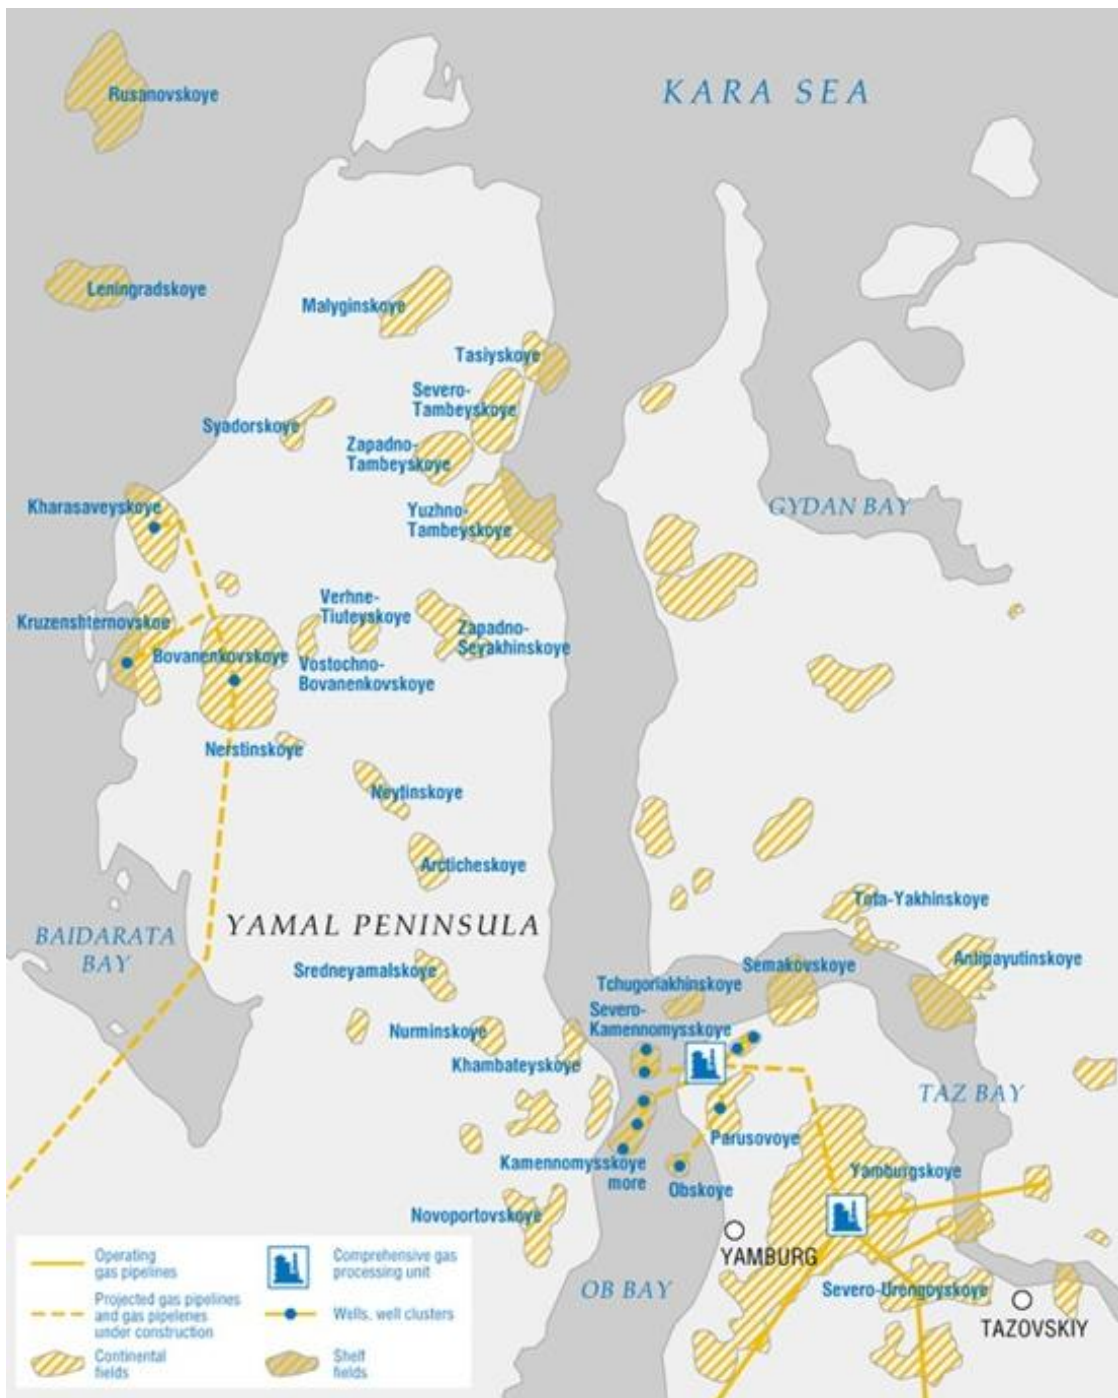 KARA SEA
Rusanovskoye
Leningradskoye
Malyginskoye
Tasiyskoye
Severo-
Tambeyskoye
Syadorskoye
Zapadno-
Tambeyskoye
Kharasaveyskoye
Yuzhno-
Tambeyskoye
GYDAN BAY
Kruzenshternovskoe
Verhne-
Tiuteyskoye
Zapadno-
Seyakhinskoye
Bovanenkovskoye
Vostochno-
Bovanenkovskoye
Nerstinskoye
Neytinskoye
Arcticheskoye
Tota-Yakhinskoye
YAMAL PENINSULA
BAIDARATA
BAY
Antipayutinskoye
Semakovskoye
Sredneyamalskoye
Tchugoriakhinskoye
Severo-
Kamennomysskoye
Nurminskoye
Khambateyskoye
TAZ BAY
Parusovoye
Kamennomysskoye
more
Obskoye
Yamburgskoye
Novoportovskoye
YAMBURG
OB BAY
Severo-Urengoyskoye
TAZOVSKIY
Operating
gas pipelines
Comprehensive gas
processing unit
Projected gas pipelines
and gas pipelenes
under construction
Wells, well clusters
Continental
fields
Shelf
fields